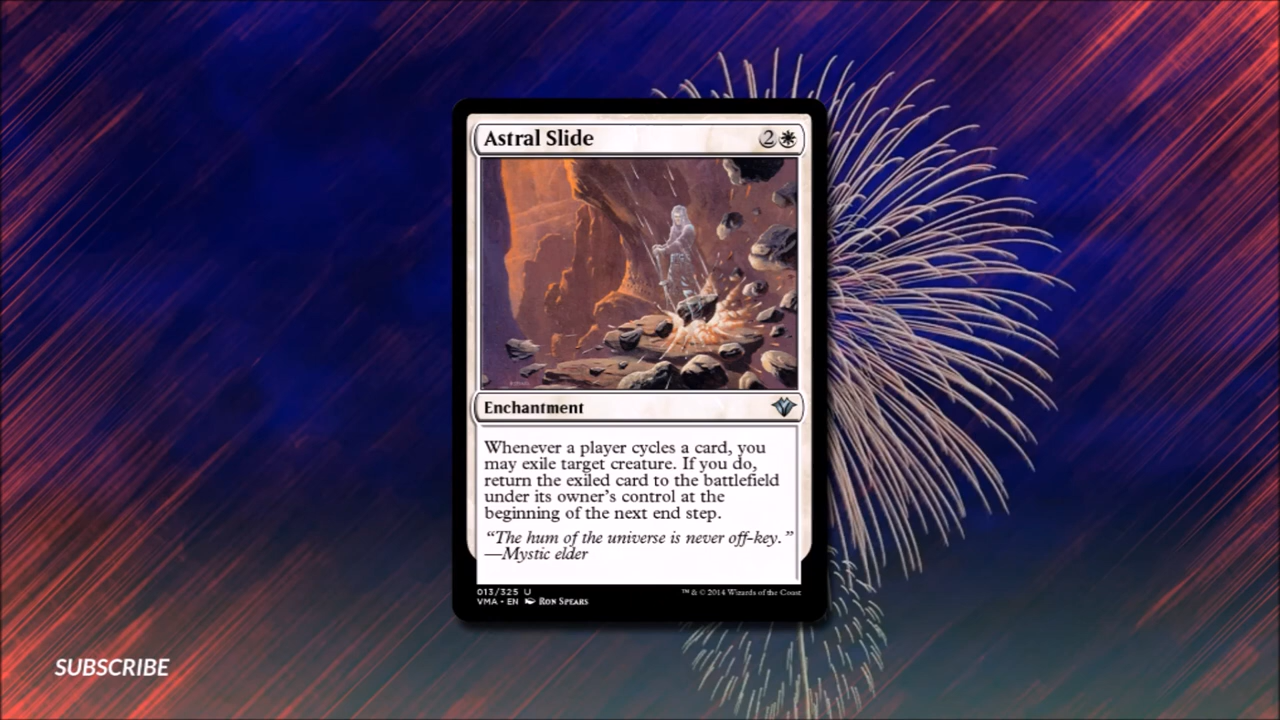 Astral Slide 2
Enchantment
Whenever a player cycles a card, you
may exile target creature. If you do,
return the exiled card to the battlefield
under its owner's control at the
beginning of the next end step.
“The hum of the universe is never off-key.”
—Mystic elder
013/325 U
VMA • EN Ron Spears
™ & © 2014 Wizards of the Coast
SUBSCRIBE